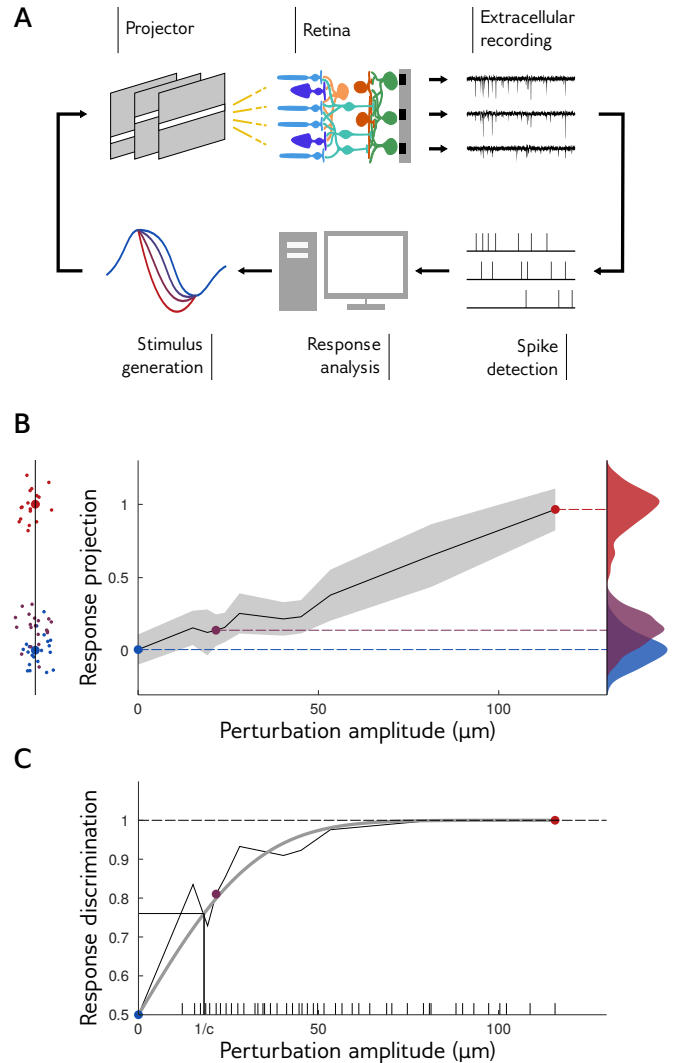 A
Projector
Retina
Extracellular
recording
Stimulus
generation
Response
analysis
Spike
detection
B
Response projection
1
0.5
0
0
50
100
Perturbation amplitude (μm)
C
Response discrimination
1
0.9
0.8
0.7
0.6
0.5
0
1/c
50
100
Perturbation amplitude (μm)